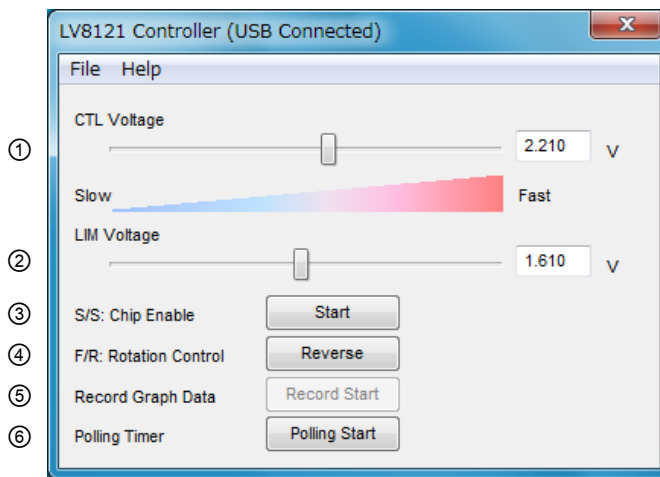 LV8121 Controller (USB Connected)
File Help
CTL Voltage
① 2.210 V
Slow Fast
LIM Voltage
② 1.610 V
③ S/S: Chip Enable Start
④ F/R: Rotation Control Reverse
⑤ Record Graph Data Record Start
⑥ Polling Timer Polling Start